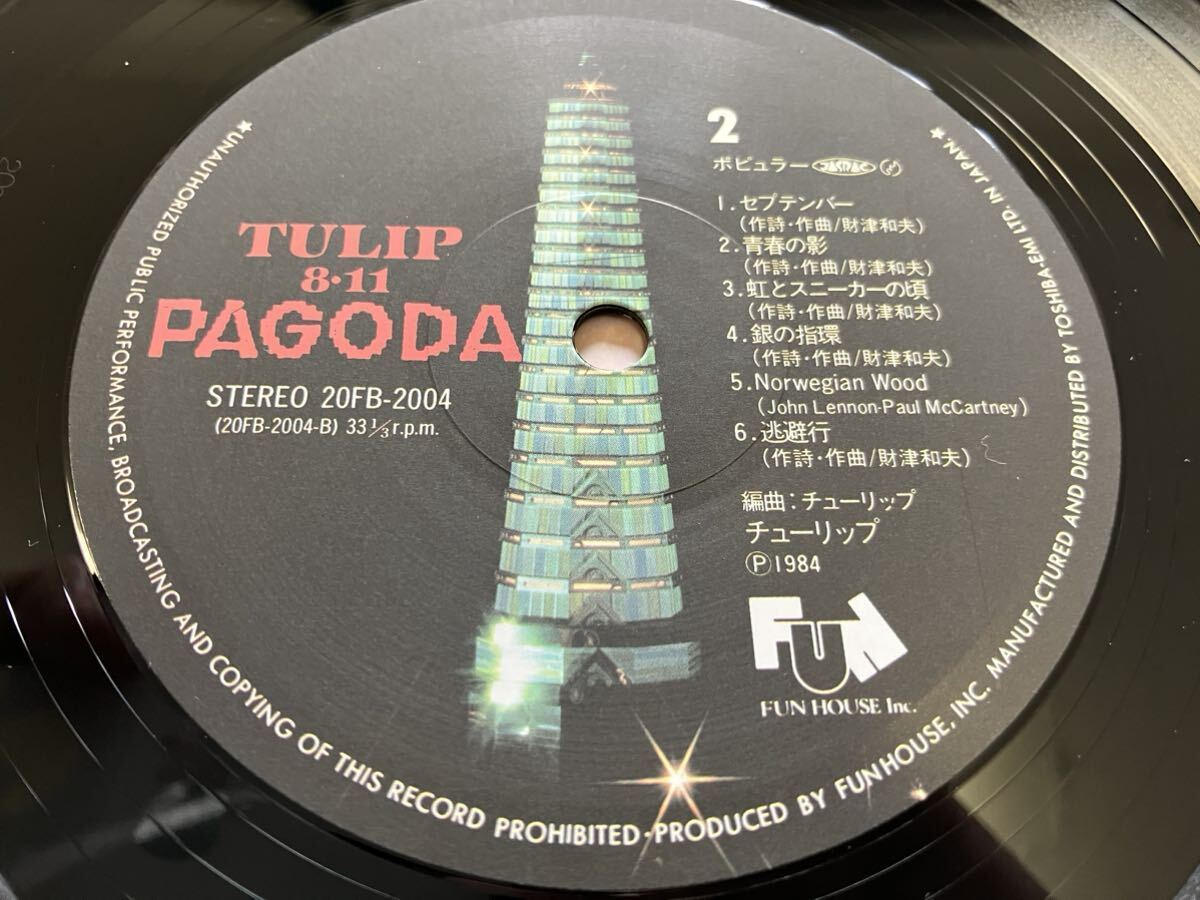 TULIP
8·11
PAGODA
STEREO 20FB-2004
(20FB-2004-B) 33 1/3 r.p.m.
2
ポピュラー JASRAC
1. セプテンバー
(作詩・作曲/財津和夫)
2. 青春の影
(作詩・作曲/財津和夫)
3. 虹とスニーカーの頃
(作詩・作曲/財津和夫)
4. 銀の指環
(作詩・作曲/財津和夫)
5. Norwegian Wood
(John Lennon-Paul McCartney)
6. 逃避行
(作詩・作曲/財津和夫)
編曲：チューリップ
チューリップ
Ⓟ1984
FUN
FUN HOUSE Inc.
★UNAUTHORIZED PUBLIC PERFORMANCE, BROADCASTING AND COPYING OF THIS RECORD PROHIBITED·PRODUCED BY FUN HOUSE, INC. MANUFACTURED AND DISTRIBUTED BY TOSHIBA-EMI LTD. IN JAPAN★